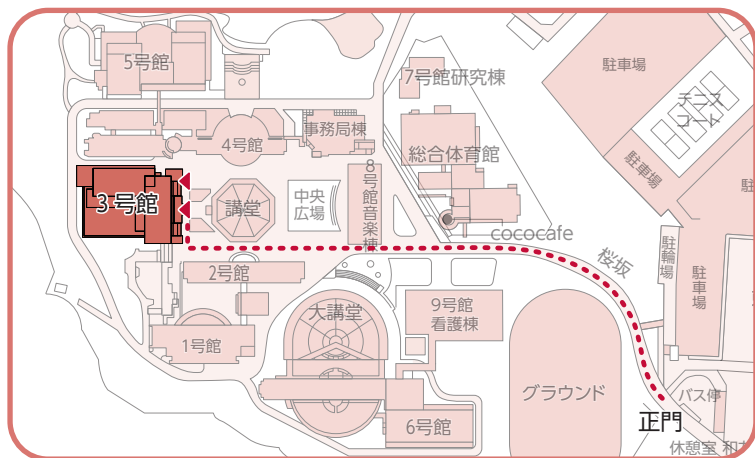 5号館
7号館研究棟
駐車場
チニス
コート
4号館
事務局棟
総合体育館
駐車場
3号館
講堂
中央
広場
8号館音楽棟
cococafe
桜坂
駐輪場
駐車場
2号館
大講堂
9号館
看護棟
1号館
グラウンド
バス停
正門
6号館
休憩室